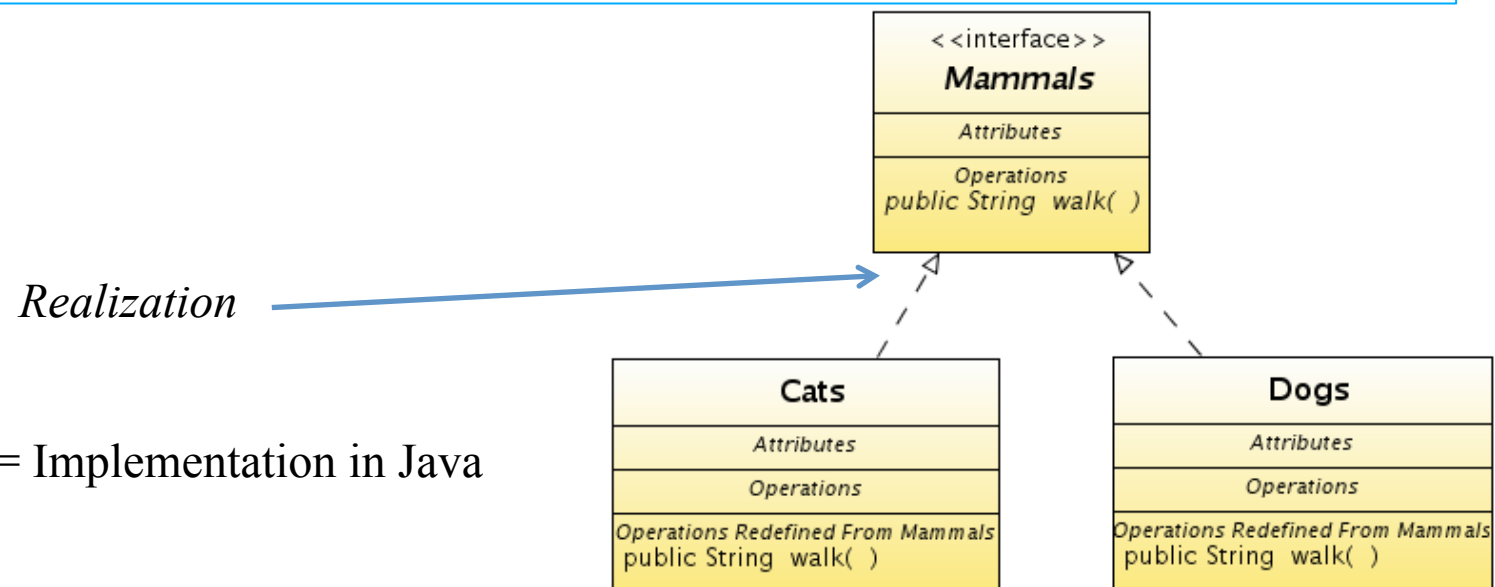 <<interface>>
Mammals
Attributes
Operations
public String walk( )
Realization
= Implementation in Java
Cats
Attributes
Operations
Operations Redefined From Mammals
public String walk( )
Dogs
Attributes
Operations
Operations Redefined From Mammals
public String walk( )